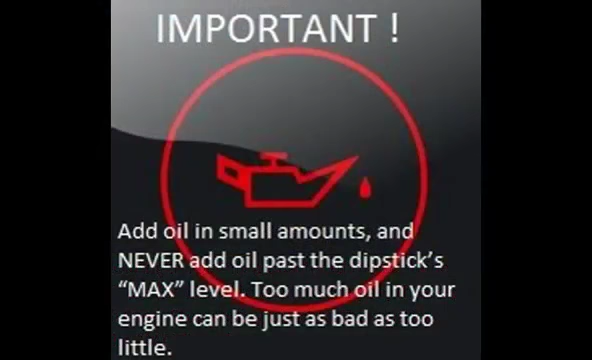 IMPORTANT !
Add oil in small amounts, and
NEVER add oil past the dipstick's
“MAX” level. Too much oil in your
engine can be just as bad as too
little.